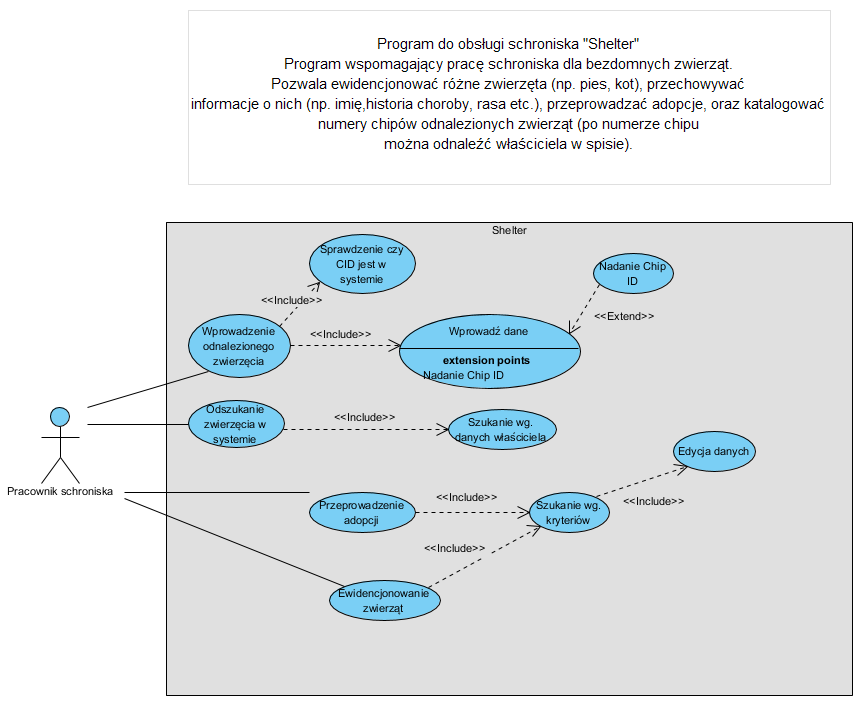 Program do obsługi schroniska "Shelter"
Program wspomagający pracę schroniska dla bezdomnych zwierząt.
Pozwala ewidencjonować różne zwierzęta (np. pies, kot), przechowywać
informacje o nich (np. imię,historia choroby, rasa etc.), przeprowadzać adopcje, oraz katalogować
numery chipów odnalezionych zwierząt (po numerze chipu
można odnaleźć właściciela w spisie).
Shelter
Sprawdzenie czy
CID jest w
systemie
Nadanie Chip
ID
<<Include>>
<<Extend>>
Wprowadzenie
odnalezionego
zwierzęcia
<<Include>>
Wprowadź dane
extension points
Nadanie Chip ID
Odszukanie
zwierzęcia w
systemie
<<Include>>
Szukanie wg.
danych właściciela
Edycja danych
Pracownik schroniska
Przeprowadzenie
adopcji
<<Include>>
Szukanie wg.
kryteriów
<<Include>>
<<Include>>
Ewidencjonowanie
zwierząt